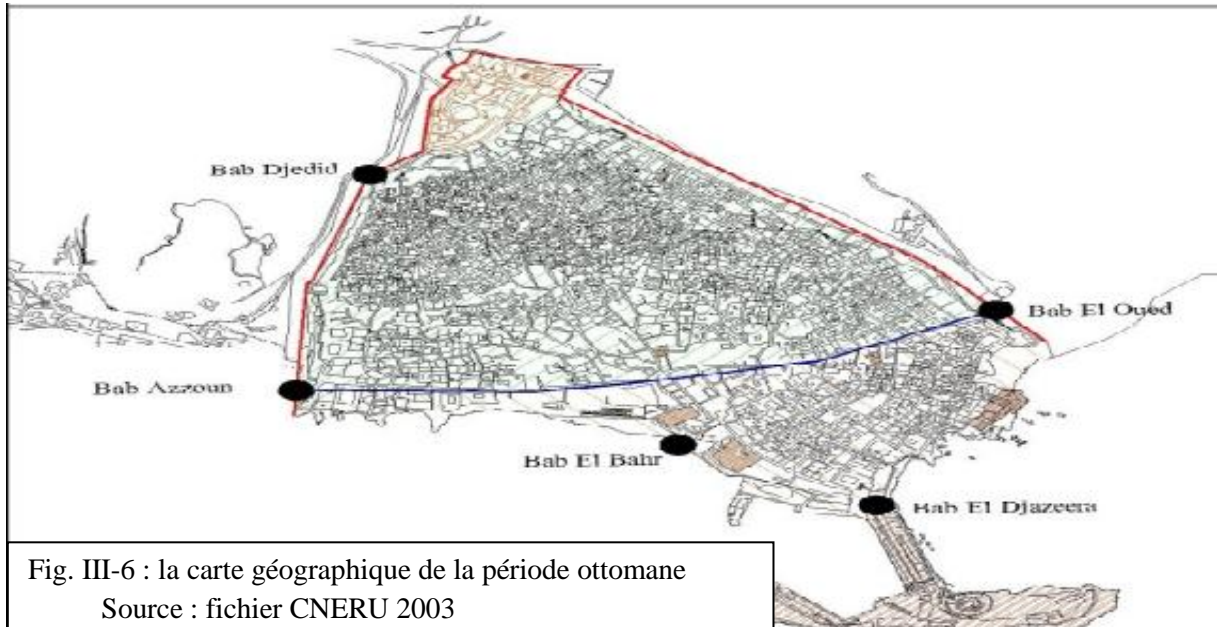 Bab Djedid
Bab El Oued
Bab Azzoun
Bab El Bahr
Bab El Djazeera
Fig. III-6 : la carte géographique de la période ottomane
Source : fichier CNERU 2003